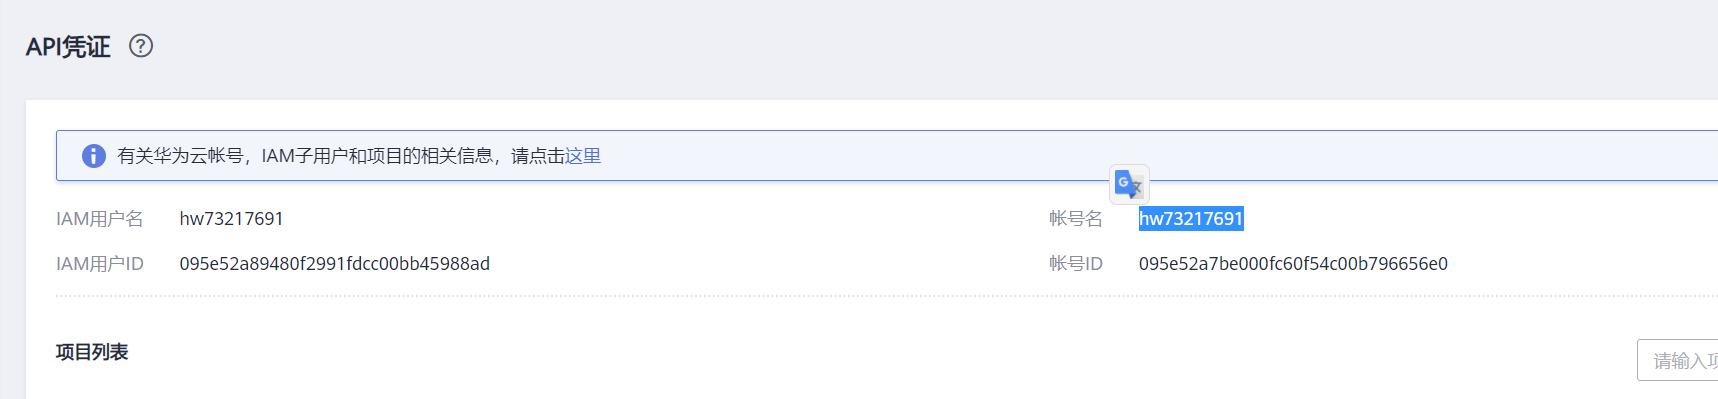 API凭证 ?
有关华为云帐号，IAM子用户和项目的相关信息，请点击这里
IAM用户名 hw73217691 帐号名 hw73217691
IAM用户ID 095e52a89480f2991fdcc00bb45988ad 帐号ID 095e52a7be000fc60f54c00b796656e0
项目列表
请输入项